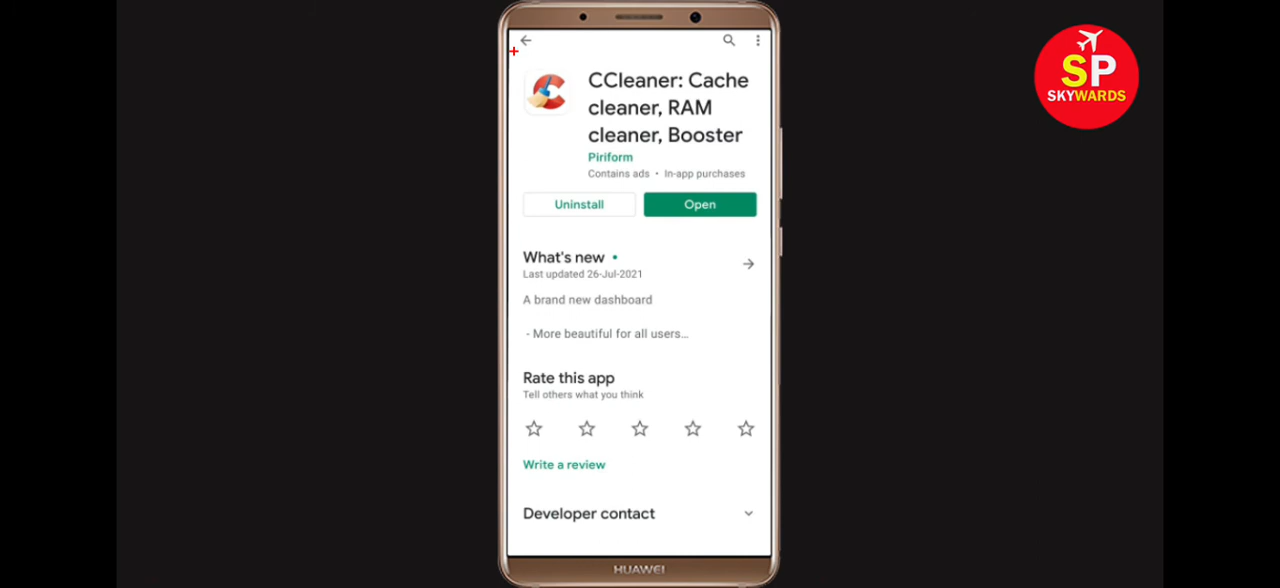 SP
SKYWARDS
CCleaner: Cache
cleaner, RAM
cleaner, Booster
Piriform
Contains ads • In-app purchases
Uninstall
Open
What's new •
Last updated 26-Jul-2021
A brand new dashboard
- More beautiful for all users...
Rate this app
Tell others what you think
Write a review
Developer contact
HUAWEI